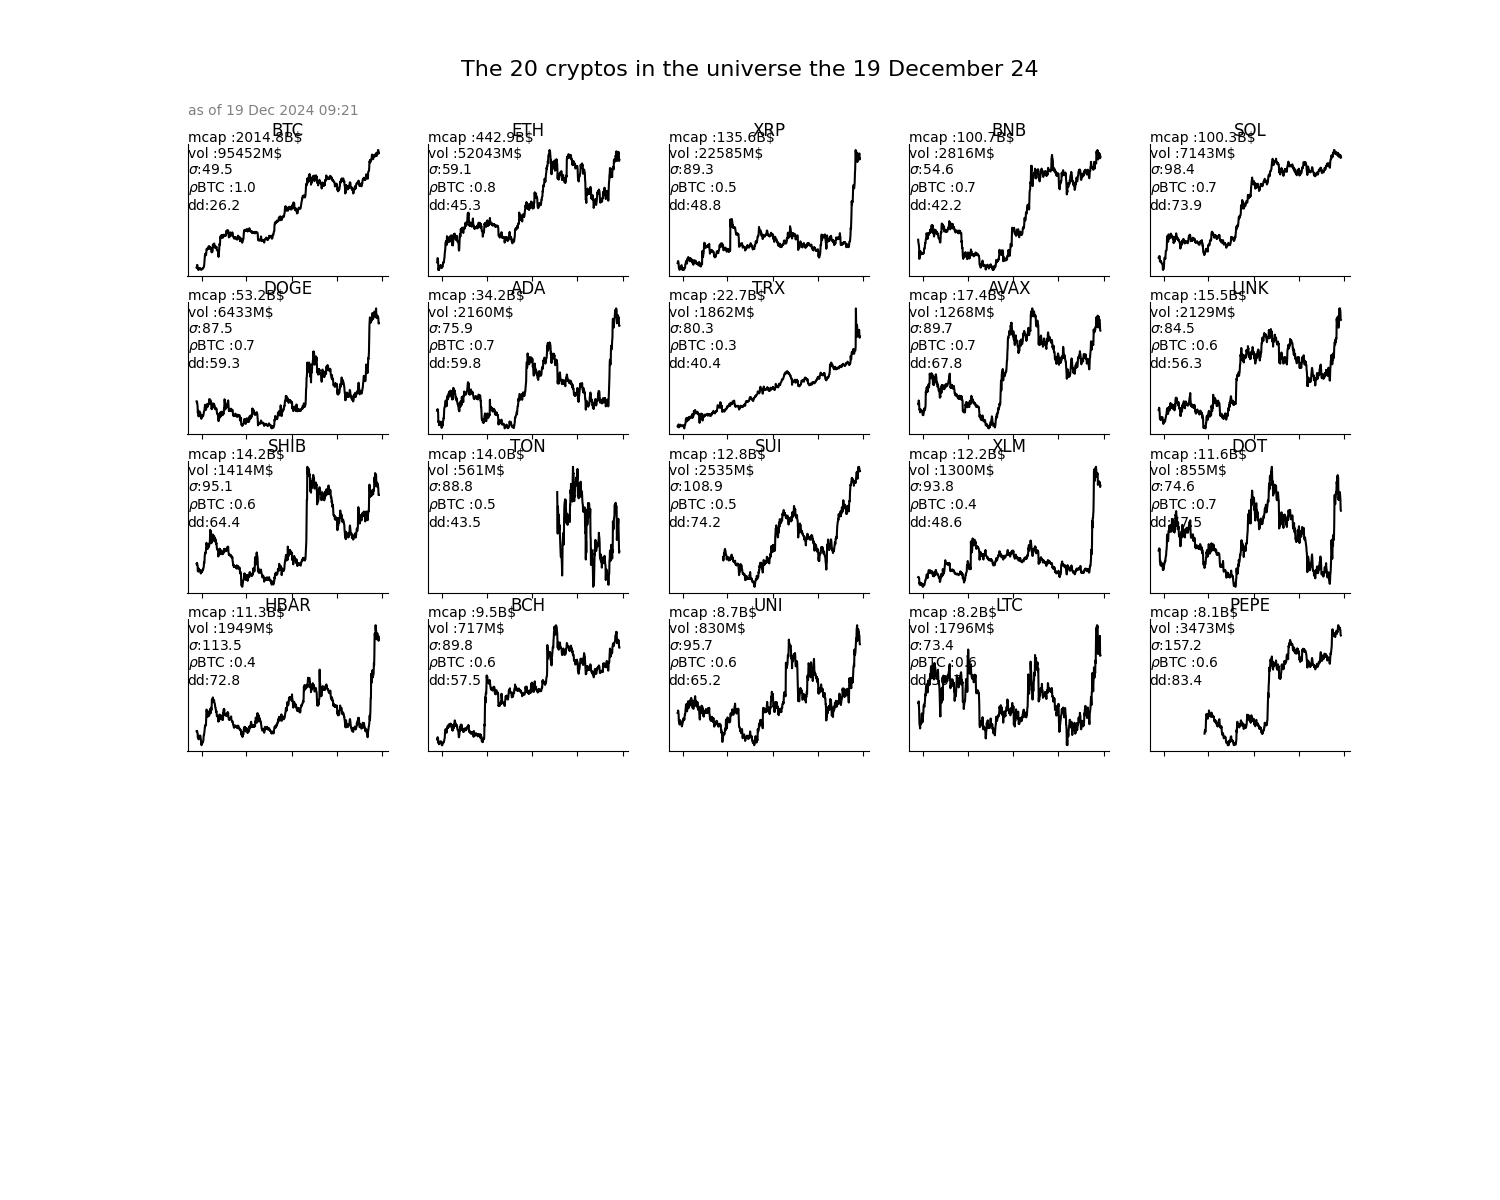 The 20 cryptos in the universe the 19 December 24
as of 19 Dec 2024 09:21
BTC
mcap :2014.8B$
vol :95452M$
σ:49.5
ρBTC :1.0
dd:26.2
ETH
mcap :442.9B$
vol :52043M$
σ:59.1
ρBTC :0.8
dd:45.3
XRP
mcap :135.6B$
vol :22585M$
σ:89.3
ρBTC :0.5
dd:48.8
BNB
mcap :100.7B$
vol :2816M$
σ:54.6
ρBTC :0.7
dd:42.2
SOL
mcap :100.3B$
vol :7143M$
σ:98.4
ρBTC :0.7
dd:73.9
DOGE
mcap :53.2B$
vol :6433M$
σ:87.5
ρBTC :0.7
dd:59.3
ADA
mcap :34.2B$
vol :2160M$
σ:75.9
ρBTC :0.7
dd:59.8
TRX
mcap :22.7B$
vol :1862M$
σ:80.3
ρBTC :0.3
dd:40.4
AVAX
mcap :17.4B$
vol :1268M$
σ:89.7
ρBTC :0.7
dd:67.8
LINK
mcap :15.5B$
vol :2129M$
σ:84.5
ρBTC :0.6
dd:56.3
SHIB
mcap :14.2B$
vol :1414M$
σ:95.1
ρBTC :0.6
dd:64.4
TON
mcap :14.0B$
vol :561M$
σ:88.8
ρBTC :0.5
dd:43.5
SUI
mcap :12.8B$
vol :2535M$
σ:108.9
ρBTC :0.5
dd:74.2
XLM
mcap :12.2B$
vol :1300M$
σ:93.8
ρBTC :0.4
dd:48.6
DOT
mcap :11.6B$
vol :855M$
σ:74.6
ρBTC :0.7
HBAR
mcap :11.3B$
vol :1949M$
σ:113.5
ρBTC :0.4
dd:72.8
BCH
mcap :9.5B$
vol :717M$
σ:89.8
ρBTC :0.6
dd:57.5
UNI
mcap :8.7B$
vol :830M$
σ:95.7
ρBTC :0.6
dd:65.2
LTC
mcap :8.2B$
vol :1796M$
σ:73.4
ρBTC :0.6
PEPE
mcap :8.1B$
vol :3473M$
σ:157.2
ρBTC :0.6
dd:83.4